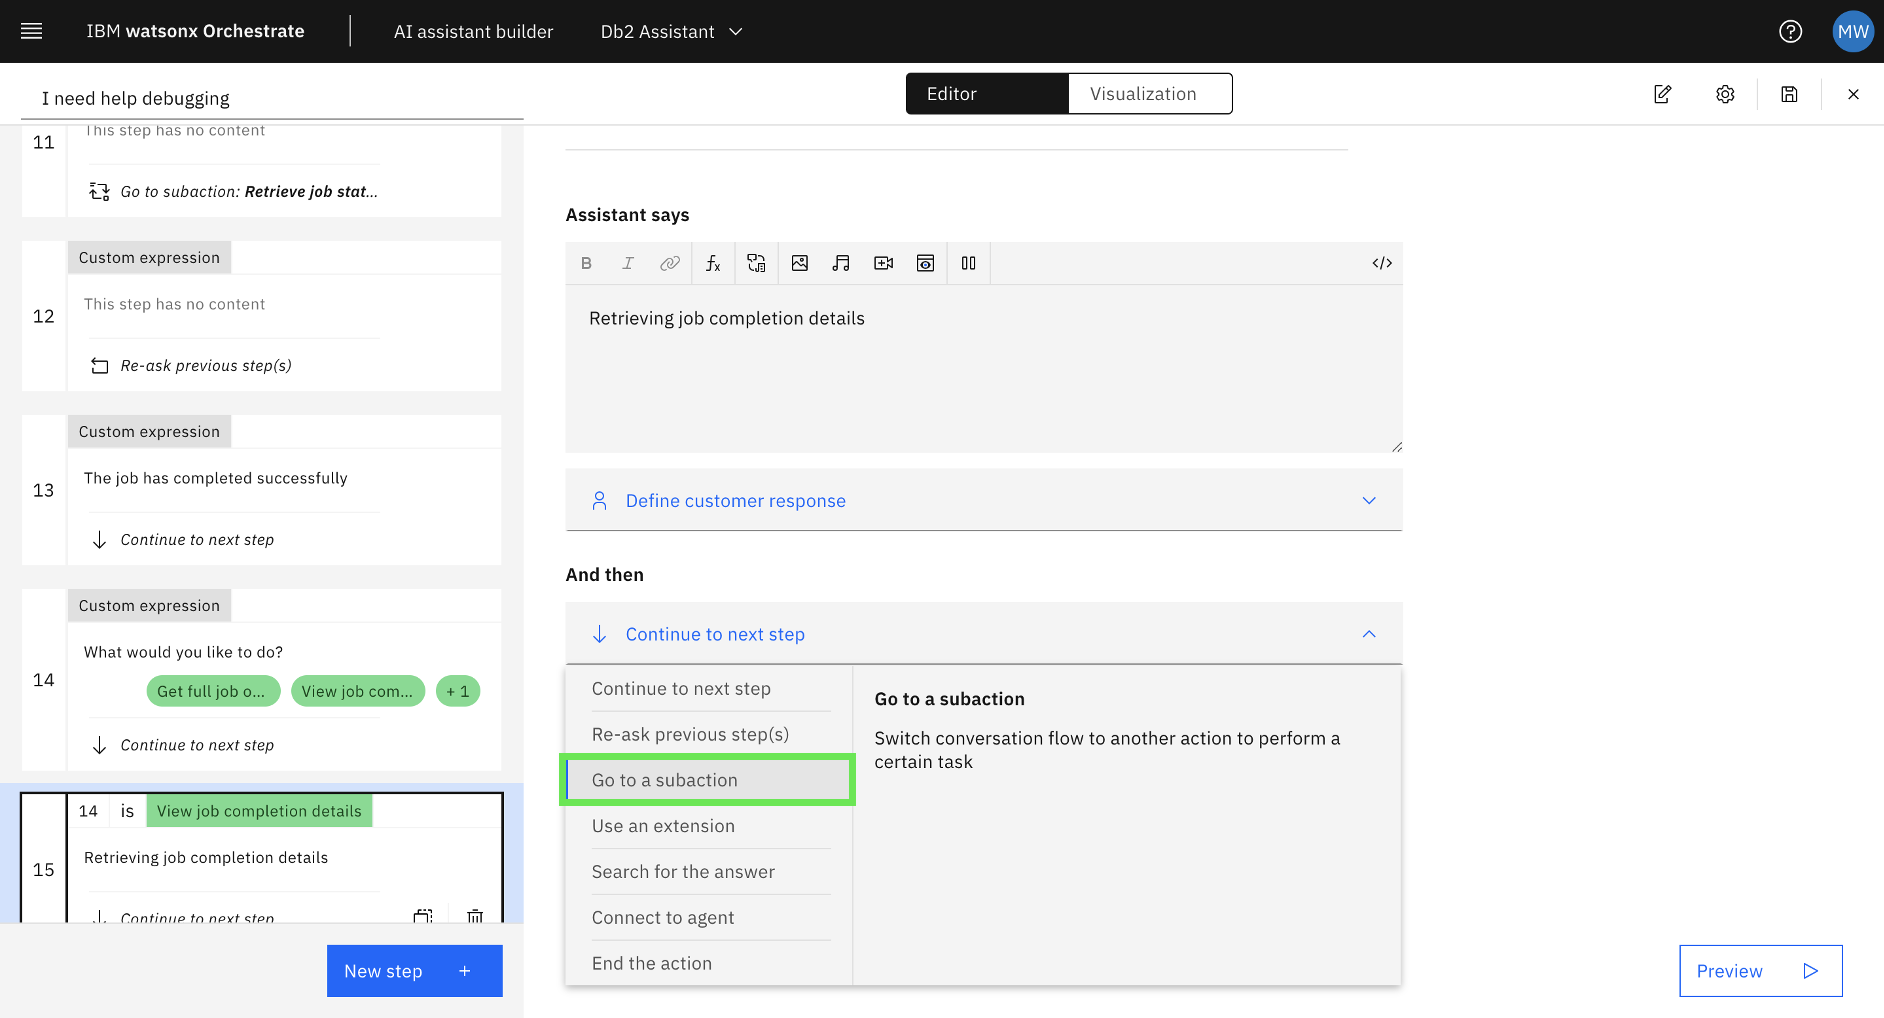 IBM watsonx Orchestrate
AI assistant builder
Db2 Assistant
MW
I need help debugging
Editor
Visualization
11
This step has no content
Go to subaction: Retrieve job stat...
Custom expression
12
This step has no content
Re-ask previous step(s)
Custom expression
13
The job has completed successfully
Continue to next step
Custom expression
14
What would you like to do?
Get full job o...
View job com...
+ 1
Continue to next step
14 is View job completion details
15
Retrieving job completion details
Continue to next step
New step +
Assistant says
B I fx </>
Retrieving job completion details
Define customer response
And then
Continue to next step
Continue to next step
Re-ask previous step(s)
Go to a subaction
Use an extension
Search for the answer
Connect to agent
End the action
Go to a subaction
Switch conversation flow to another action to perform a
certain task
Preview